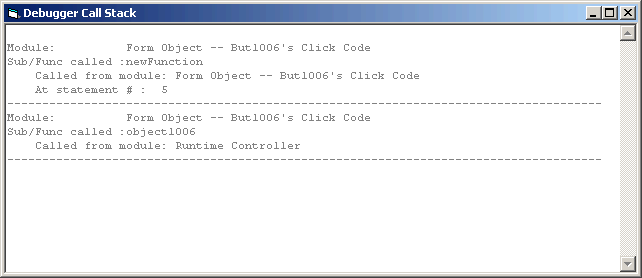 Debugger Call Stack
Module:          Form Object -- But1006's Click Code
Sub/Func called :newFunction
    Called from module: Form Object -- But1006's Click Code
    At statement # :  5
-------------------------------------------------------------------------------------
Module:          Form Object -- But1006's Click Code
Sub/Func called :object1006
    Called from module: Runtime Controller
-------------------------------------------------------------------------------------